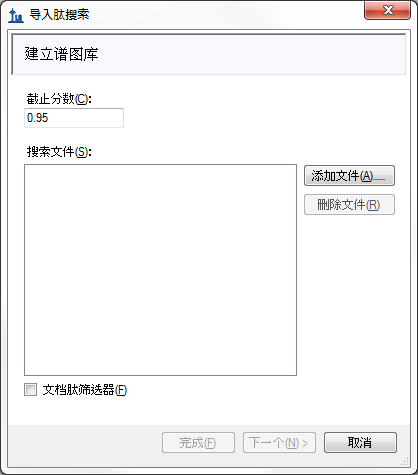 导入肽搜索
建立谱图库
截止分数(C):
0.95
搜索文件(S):
添加文件(A)...
删除文件(R)
文档肽筛选器(F)
完成(F)
下一个(N) >
取消